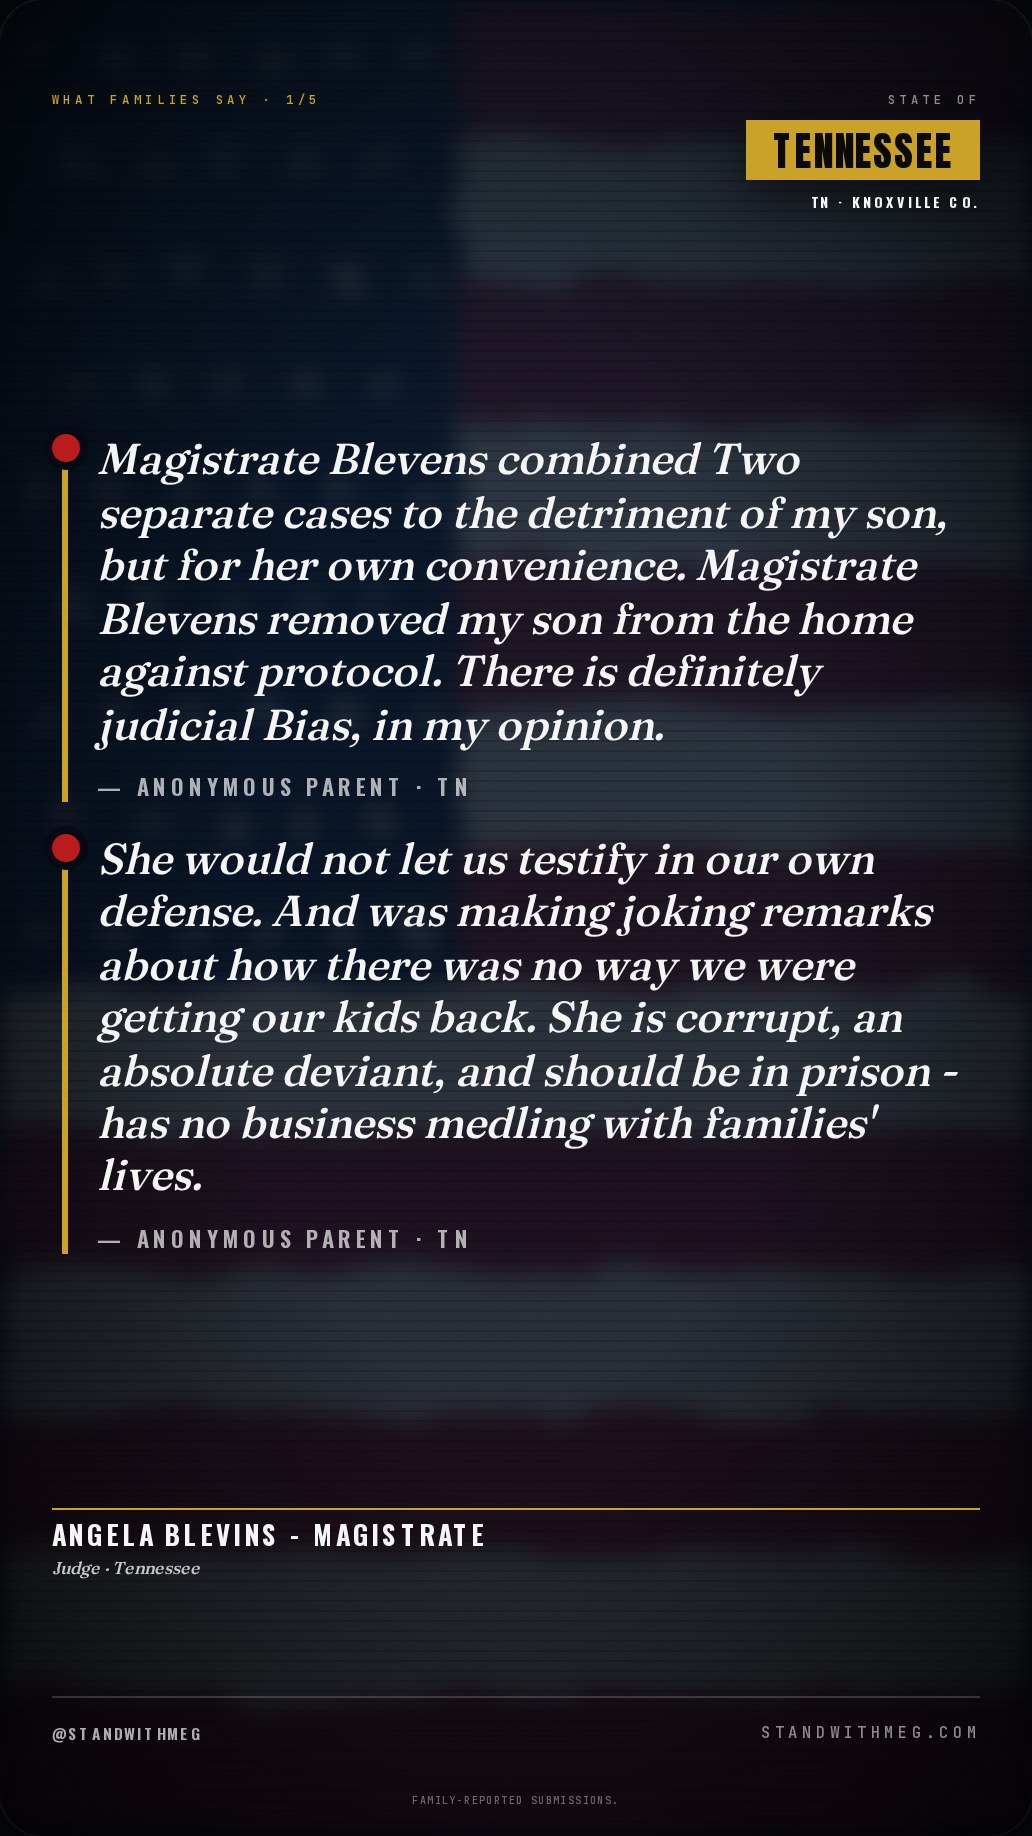 WHAT FAMILIES SAY · 1/5
STATE OF
TENNESSEE
TN · KNOXVILLE CO.
Magistrate Blevens combined Two
separate cases to the detriment of my son,
but for her own convenience. Magistrate
Blevens removed my son from the home
against protocol. There is definitely
judicial Bias, in my opinion.
— ANONYMOUS PARENT · TN
She would not let us testify in our own
defense. And was making joking remarks
about how there was no way we were
getting our kids back. She is corrupt, an
absolute deviant, and should be in prison -
has no business medling with families'
lives.
— ANONYMOUS PARENT · TN
ANGELA BLEVINS - MAGISTRATE
Judge · Tennessee
@STANDWITHMEG
STANDWITHMEG.COM
FAMILY-REPORTED SUBMISSIONS.